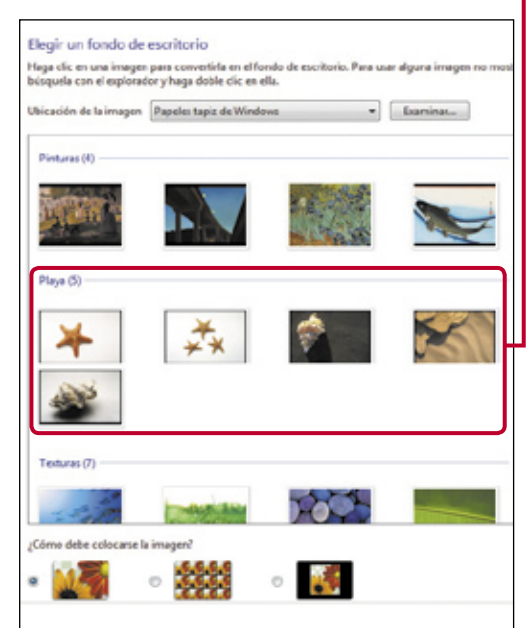 Elegir un fondo de escritorio
Haga clic en una imagen para convertirla en el fondo de escritorio. Para usar alguna imagen no most
búsquela con el explorador y haga doble clic en ella.
Ubicación de la imagen Papeles tapiz de Windows Examinar...
Pinturas (4)
Playa (5)
Texturas (7)
¿Cómo debe colocarse la imagen?